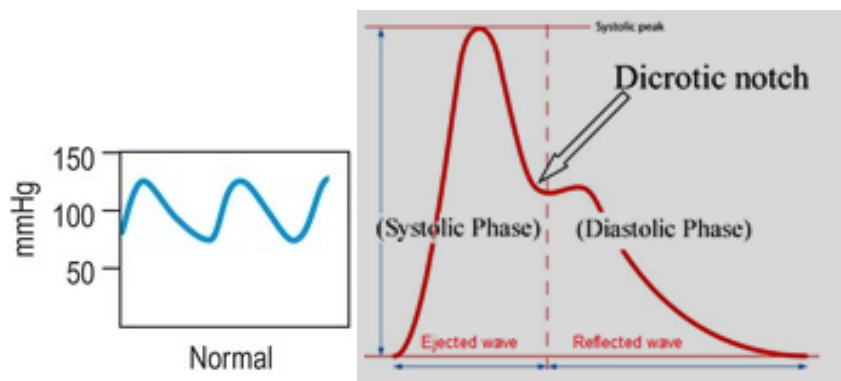 150
100
50
mmHg
Normal
Systolic peak
Dicrotic notch
(Systolic Phase)
(Diastolic Phase)
Ejected wave
Reflected wave